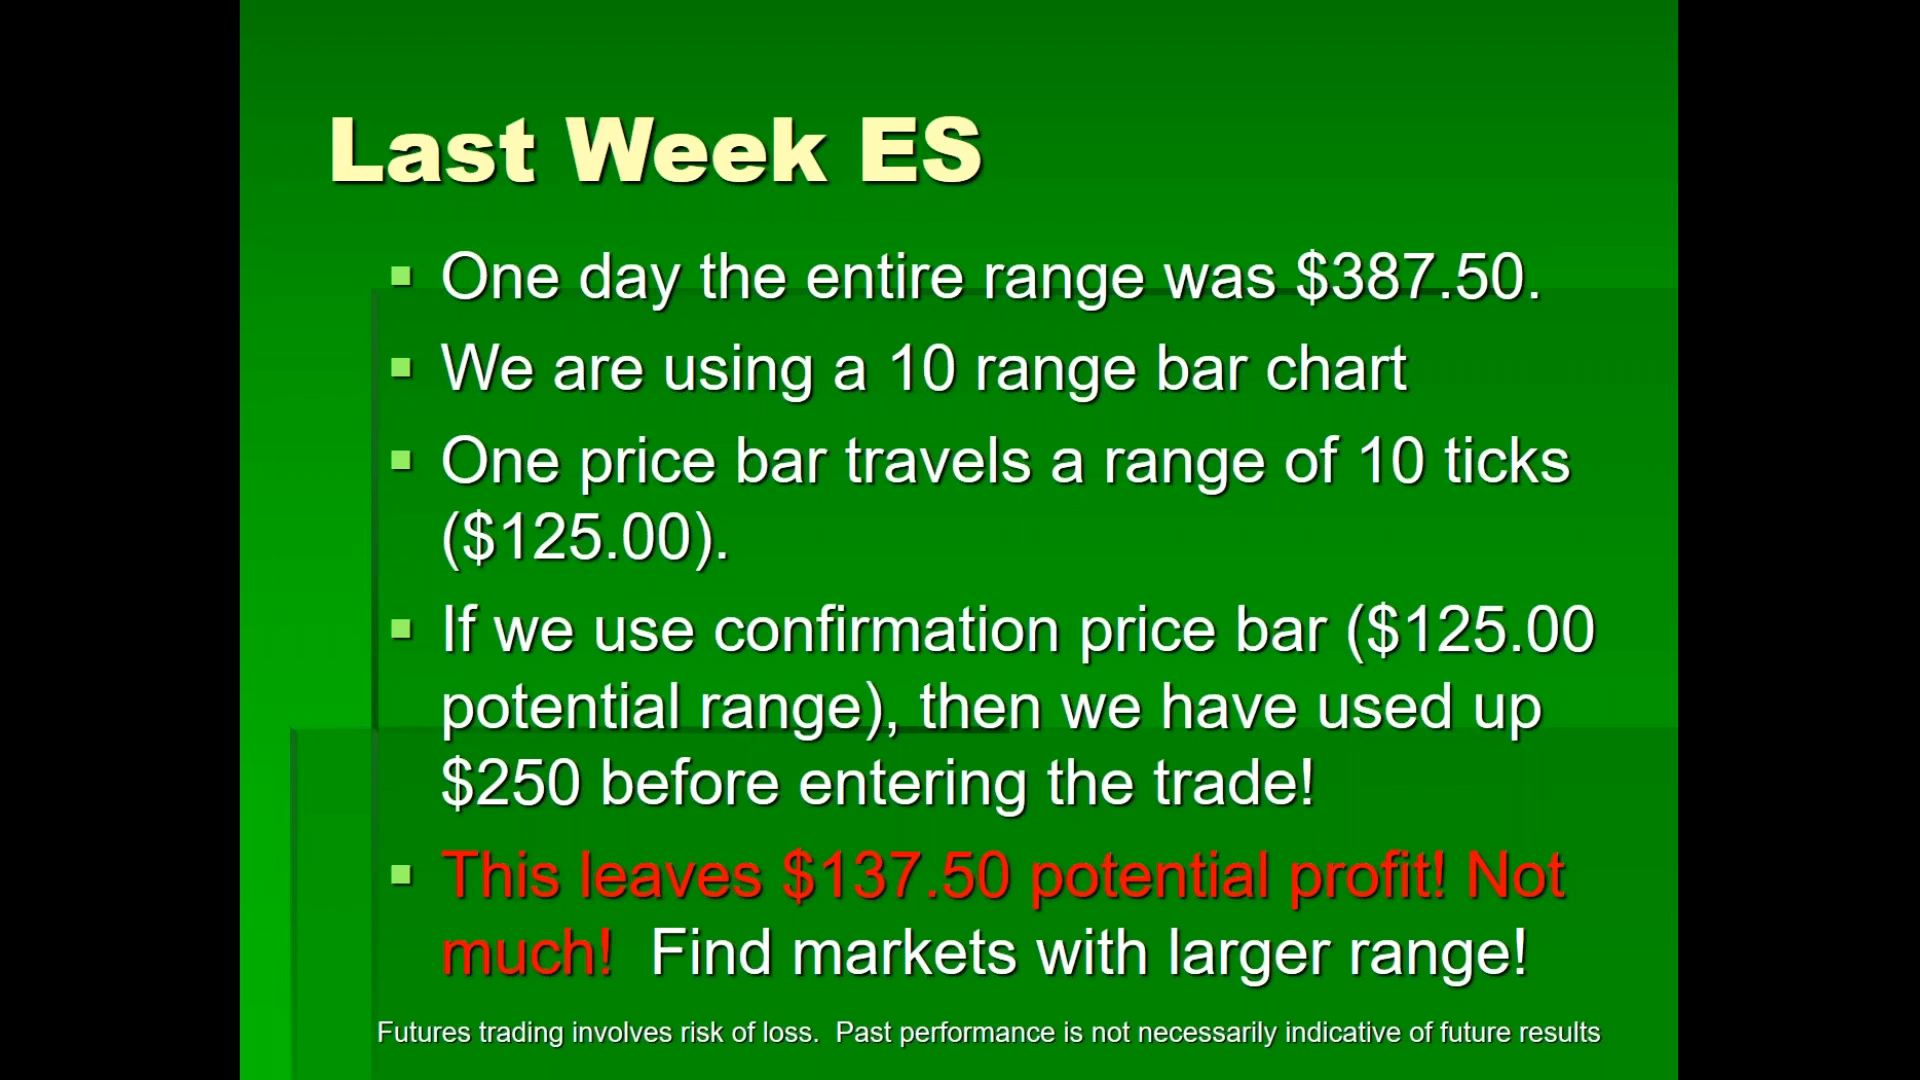 Last Week ES
One day the entire range was $387.50.
We are using a 10 range bar chart
One price bar travels a range of 10 ticks
($125.00).
If we use confirmation price bar ($125.00
potential range), then we have used up
$250 before entering the trade!
This leaves $137.50 potential profit! Not
much!  Find markets with larger range!
Futures trading involves risk of loss.  Past performance is not necessarily indicative of future results